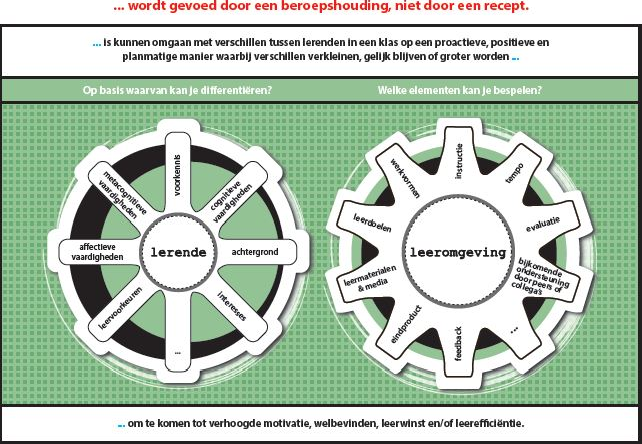 ... wordt gevoed door een beroepshouding, niet door een recept.
... is kunnen omgaan met verschillen tussen lerenden in een klas op een proactieve, positieve en
planmatige manier waarbij verschillen verkleinen, gelijk blijven of groter worden ...
Op basis waarvan kan je differentiëren?
Welke elementen kan je bespelen?
voorkennis
cognitieve
vaardigheden
achtergrond
interesses
...
leervoorkeuren
affectieve
vaardigheden
metacognitieve
vaardigheden
lerende
instructie
tempo
evaluatie
bijkomende
ondersteuning
door peers of
collega's
...
feedback
eindproduct
leermaterialen
& media
leerdoelen
werkvormen
leeromgeving
... om te komen tot verhoogde motivatie, welbevinden, leerwinst en/of leerefficiëntie.